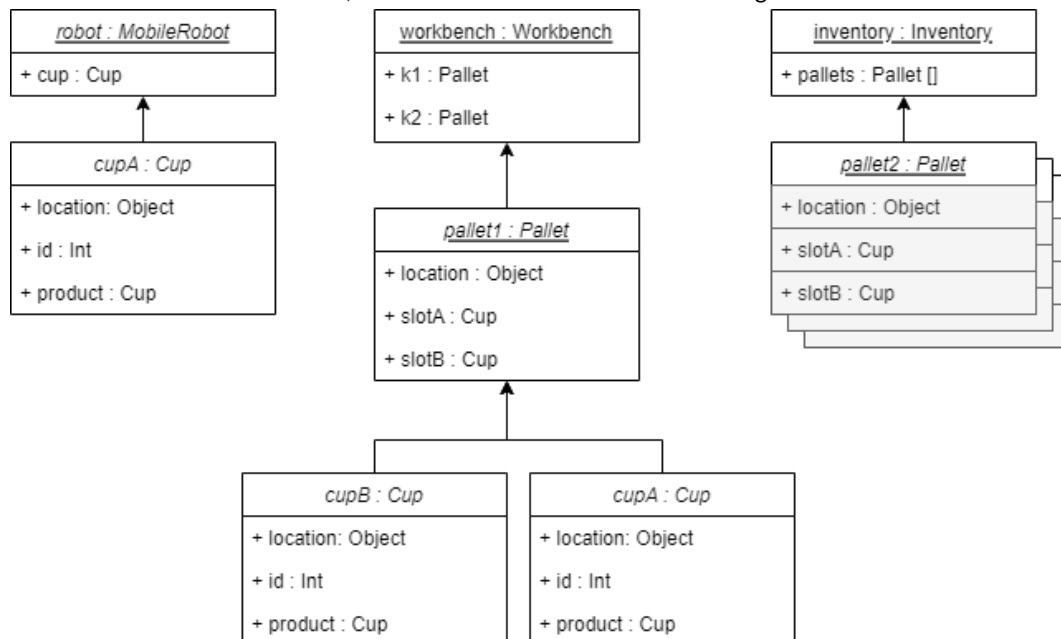 robot : MobileRobot
+ cup : Cup
cupA : Cup
+ location: Object
+ id : Int
+ product : Cup
workbench : Workbench
+ k1 : Pallet
+ k2 : Pallet
pallet1 : Pallet
+ location : Object
+ slotA : Cup
+ slotB : Cup
cupB : Cup
+ location: Object
+ id : Int
+ product : Cup
cupA : Cup
+ location: Object
+ id : Int
+ product : Cup
inventory : Inventory
+ pallets : Pallet []
pallet2 : Pallet
+ location : Object
+ slotA : Cup
+ slotB : Cup